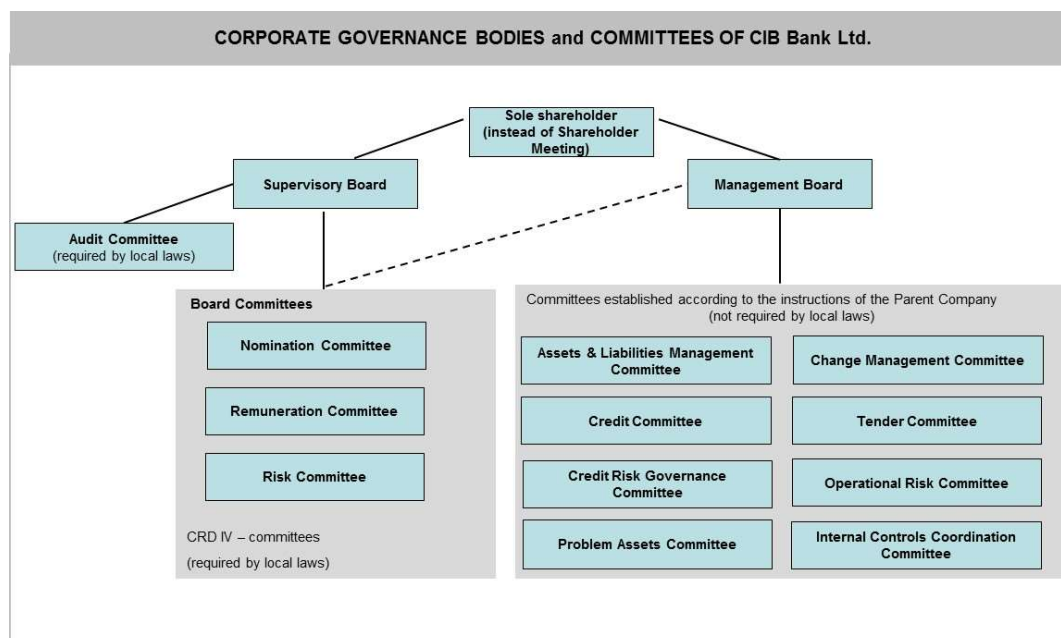 CORPORATE GOVERNANCE BODIES and COMMITTEES OF CIB Bank Ltd.
Sole shareholder
(instead of Shareholder
Meeting)
Supervisory Board
Management Board
Audit Committee
(required by local laws)
Board Committees
Nomination Committee
Remuneration Committee
Risk Committee
CRD IV – committees
(required by local laws)
Committees established according to the instructions of the Parent Company
(not required by local laws)
Assets & Liabilities Management
Committee
Change Management Committee
Credit Committee
Tender Committee
Credit Risk Governance
Committee
Operational Risk Committee
Problem Assets Committee
Internal Controls Coordination
Committee